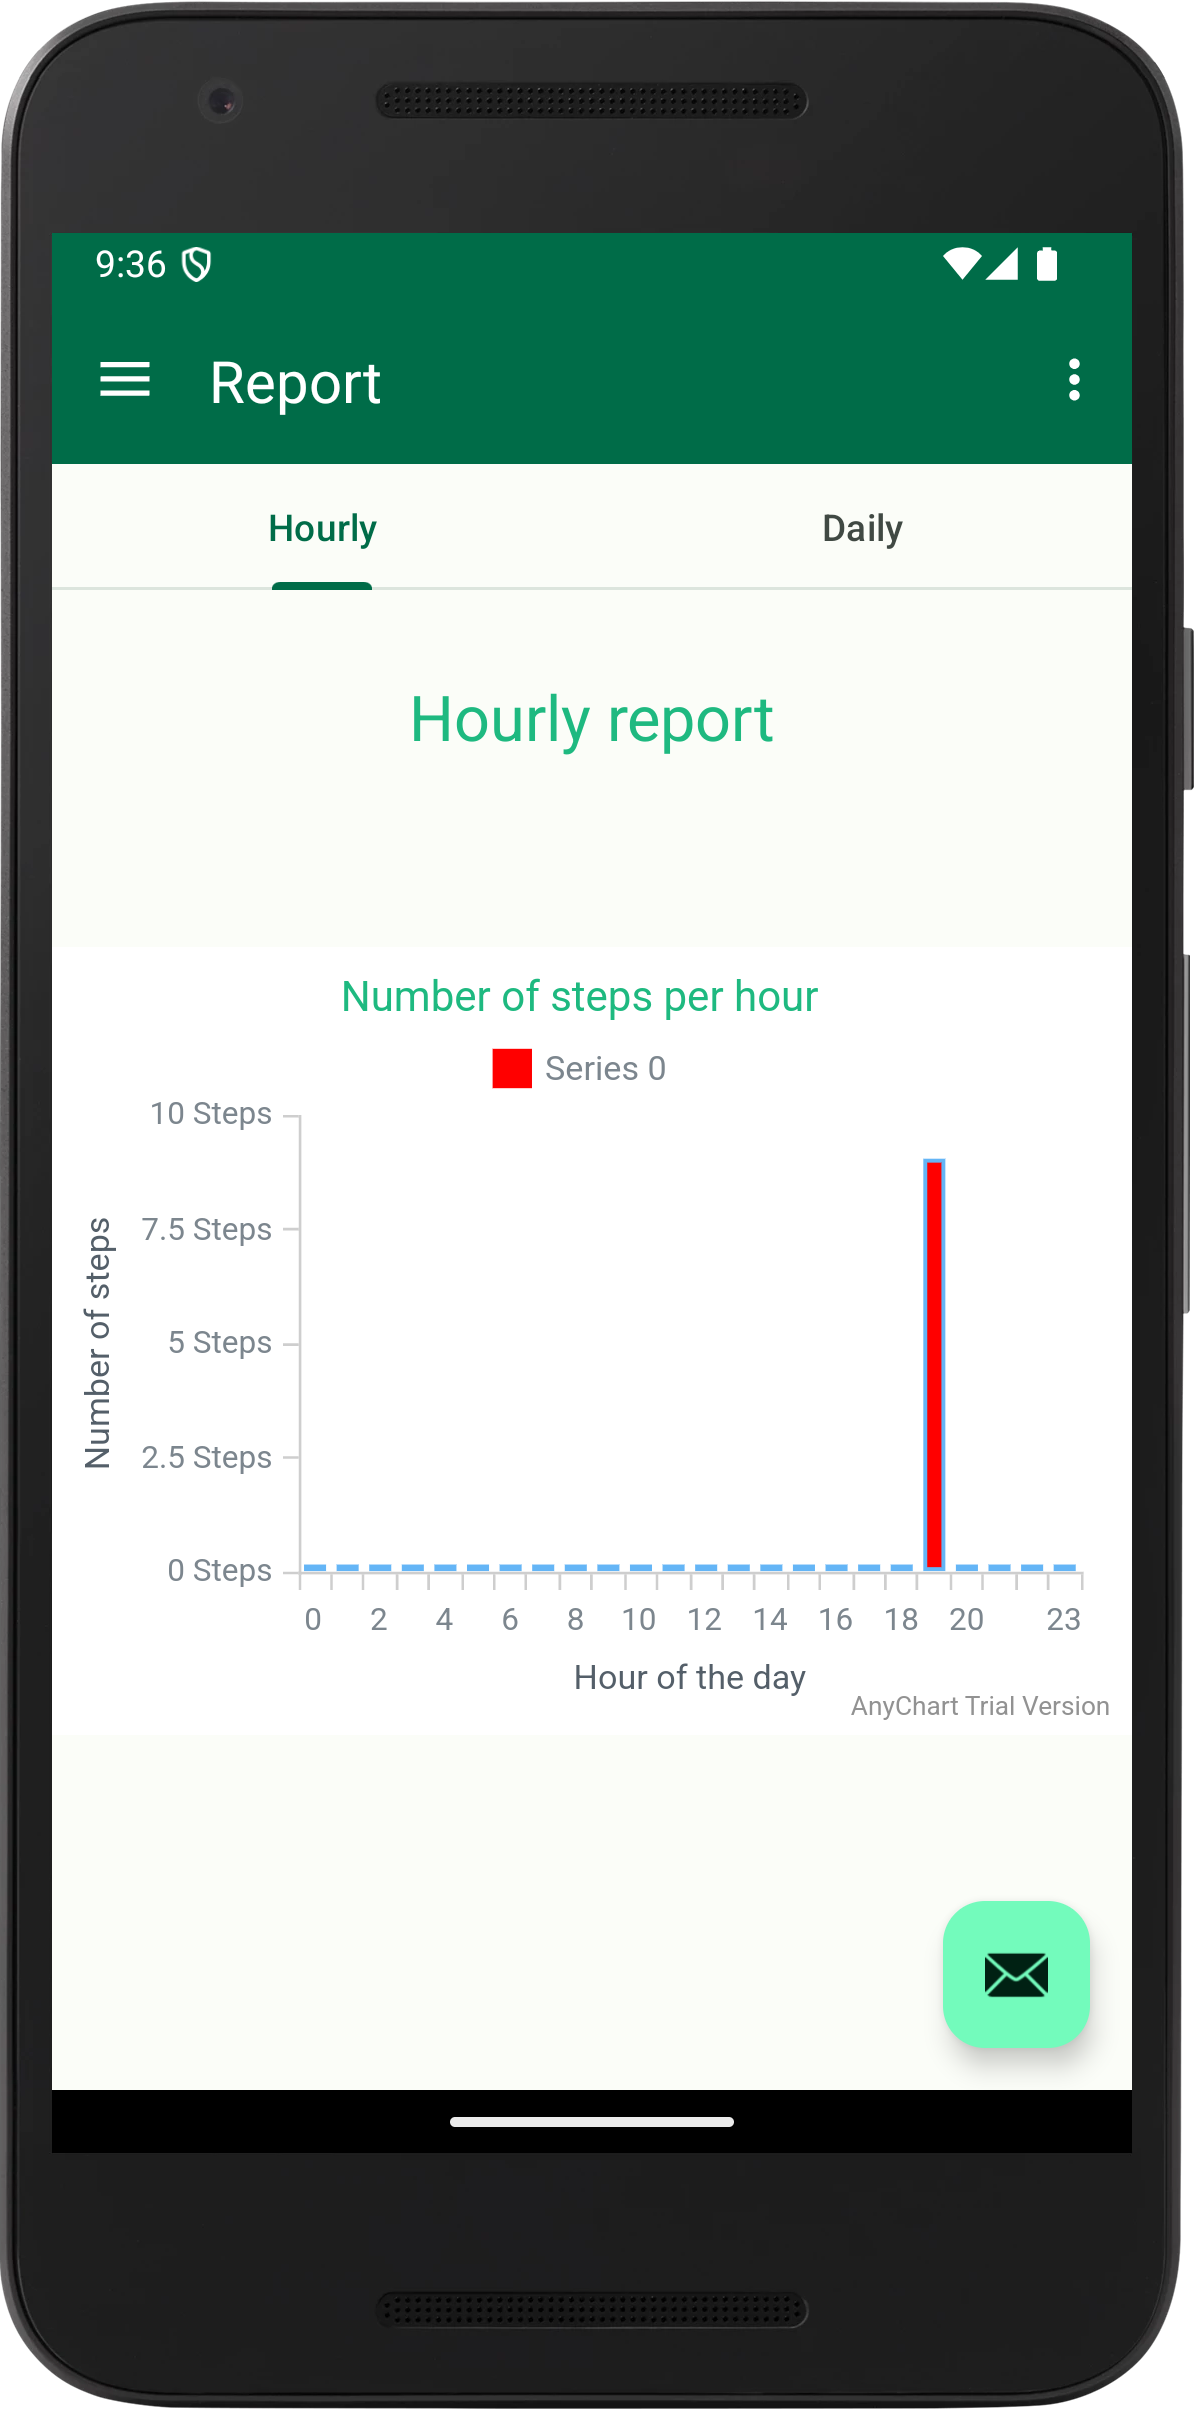 9:36
Report
Hourly
Daily
Hourly report
Number of steps per hour
Series 0
10 Steps
7.5 Steps
5 Steps
2.5 Steps
0 Steps
Number of steps
0 2 4 6 8 10 12 14 16 18 20 23
Hour of the day
AnyChart Trial Version